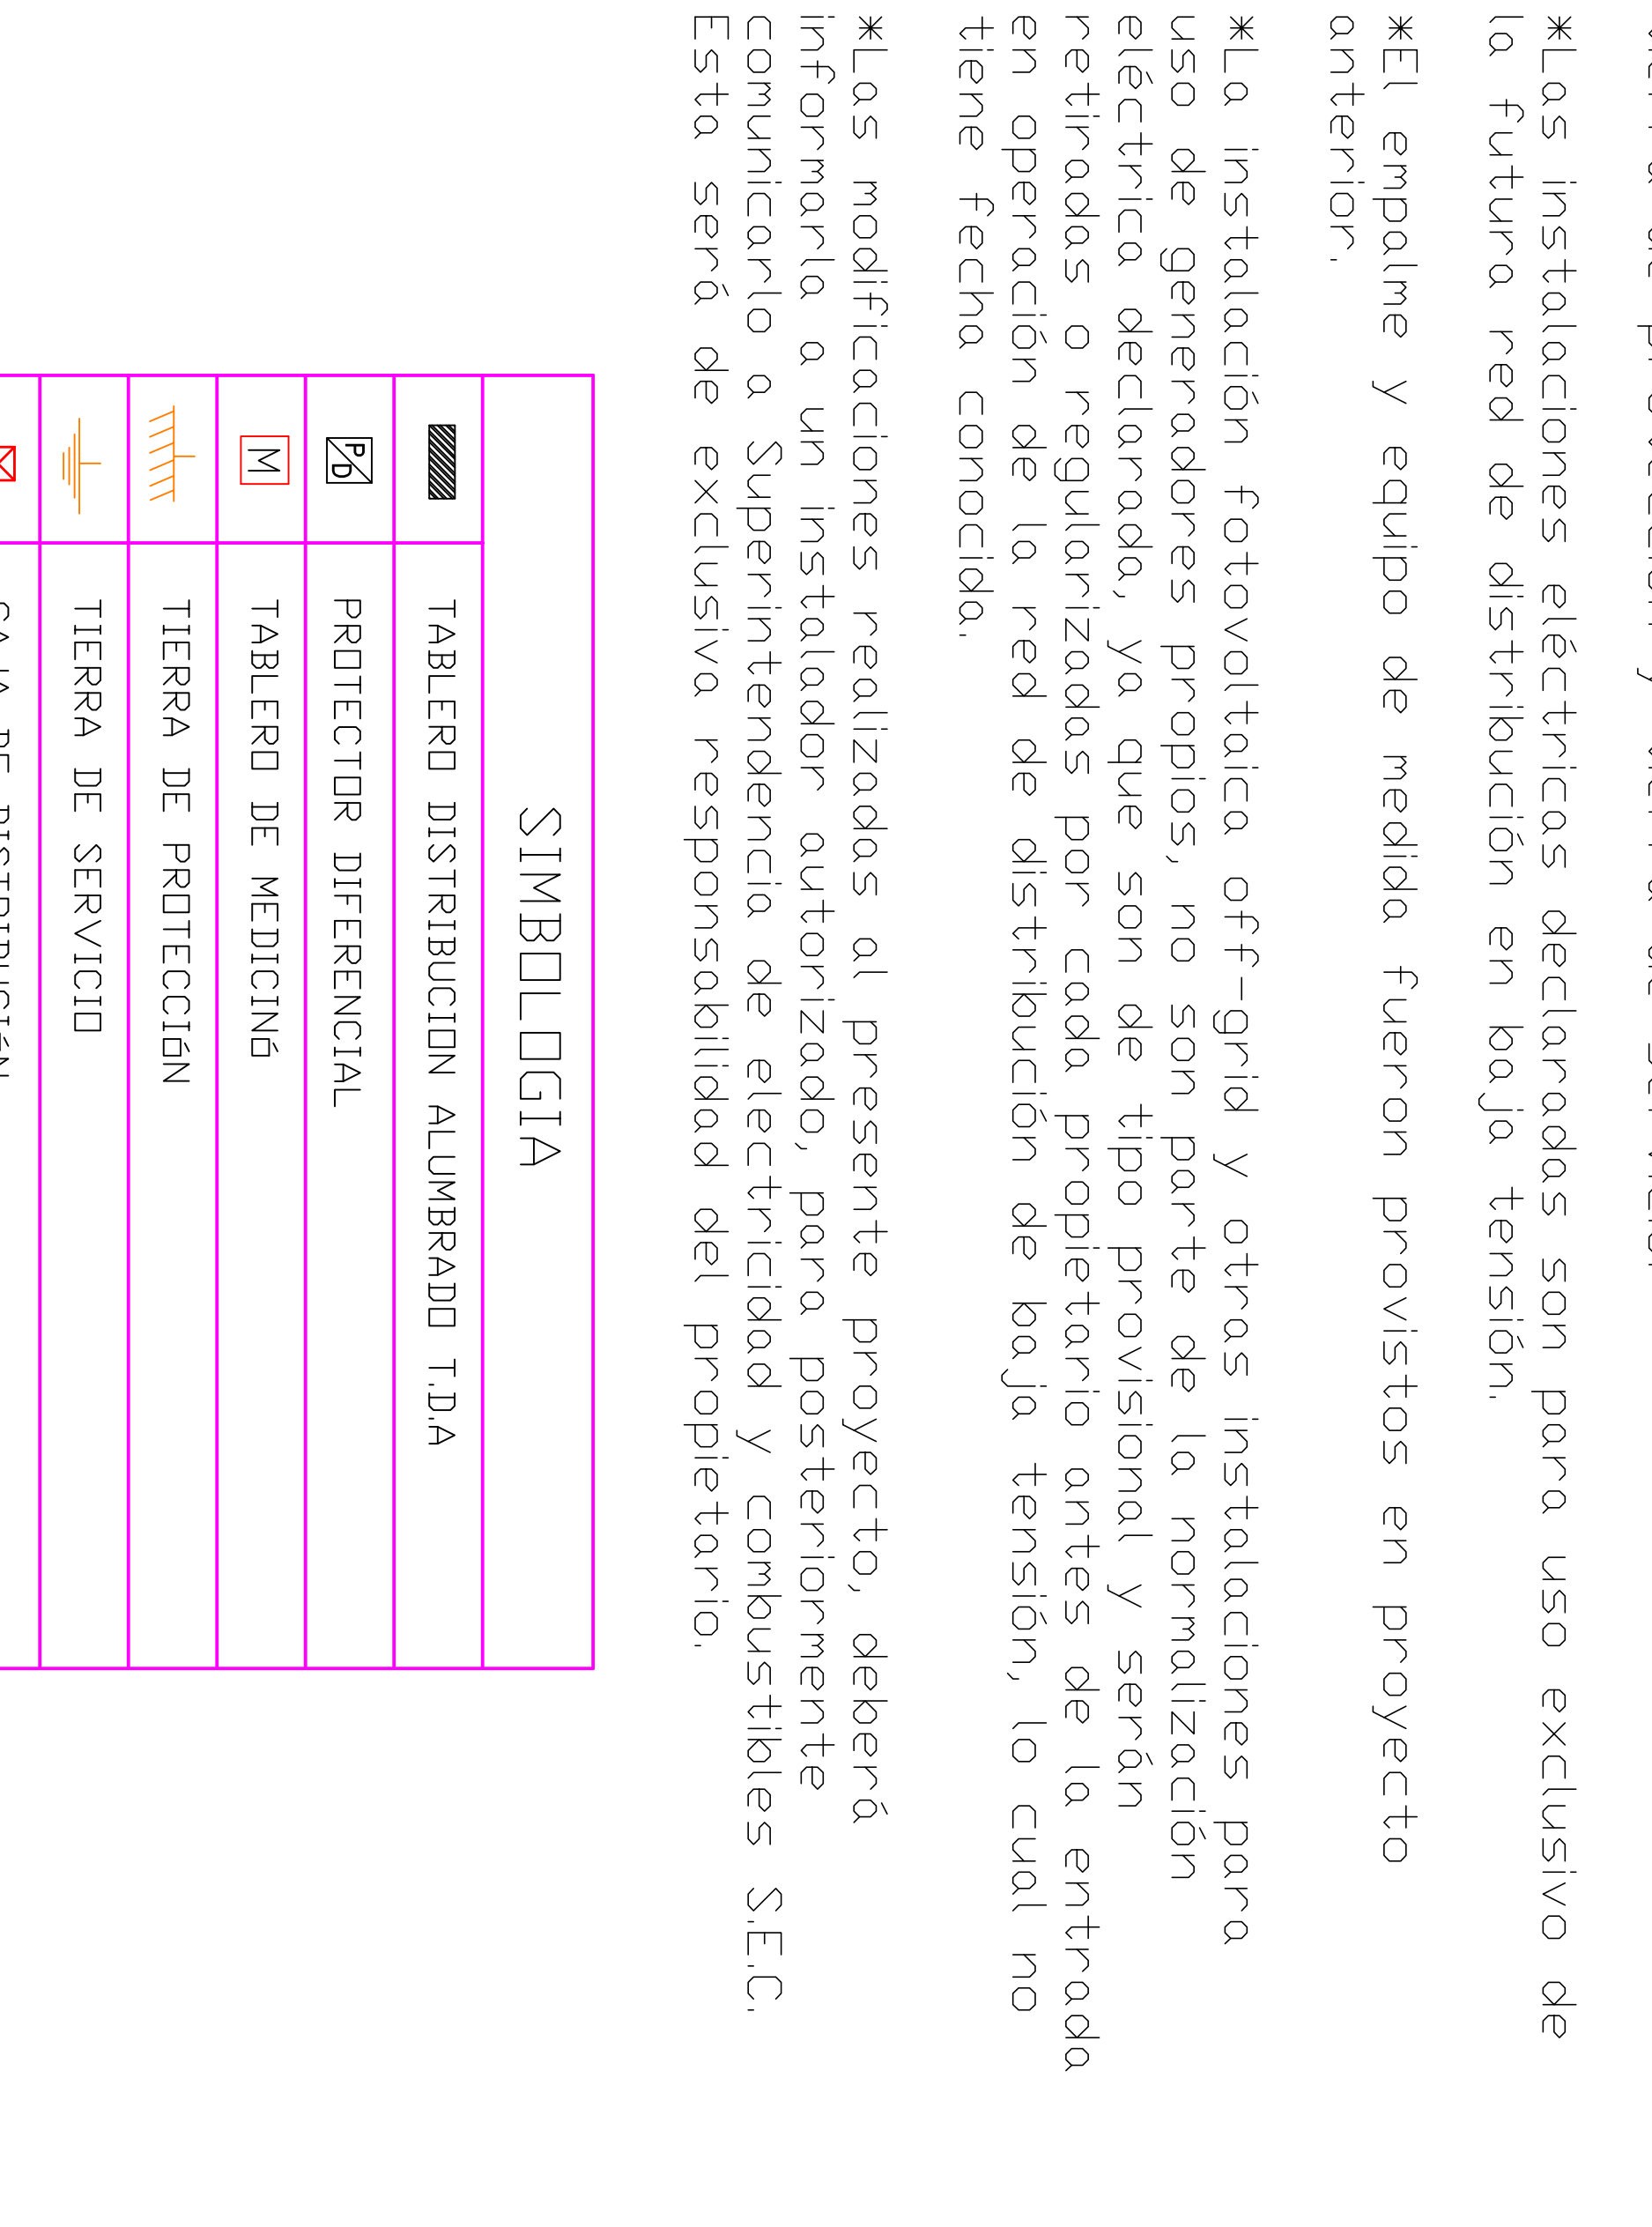 *Las instalaciones eléctricas declaradas son para uso exclusivo de
la futura red de distribución en baja tensión.
*El empalme y equipo de medida fueron provistos en proyecto
anterior.
*La instalación fotovoltaica off-grid y otras instalaciones para
uso de generadores propios, no son parte de la normalización
eléctrica declarada, ya que son de tipo provisional y serán
retiradas o regularizadas por cada propietario antes de la entrada
en operación de la red de distribución de baja tensión, lo cual no
tiene fecha conocida.
*Las modificaciones realizadas al presente proyecto, deberá
informarla a un instalador autorizado, para posteriormente
comunicarlo a Superintendencia de electricidad y combustibles S.E.C.
Esta será de exclusiva responsabilidad del propietario.
SIMBOLOGIA
TABLERO DISTRIBUCION ALUMBRADO T.D.A
P/D PROTECTOR DIFERENCIAL
M TABLERO DE MEDICINó
TIERRA DE PROTECCIóN
TIERRA DE SERVICIO
CAJA DE DISTRIBUCIóN